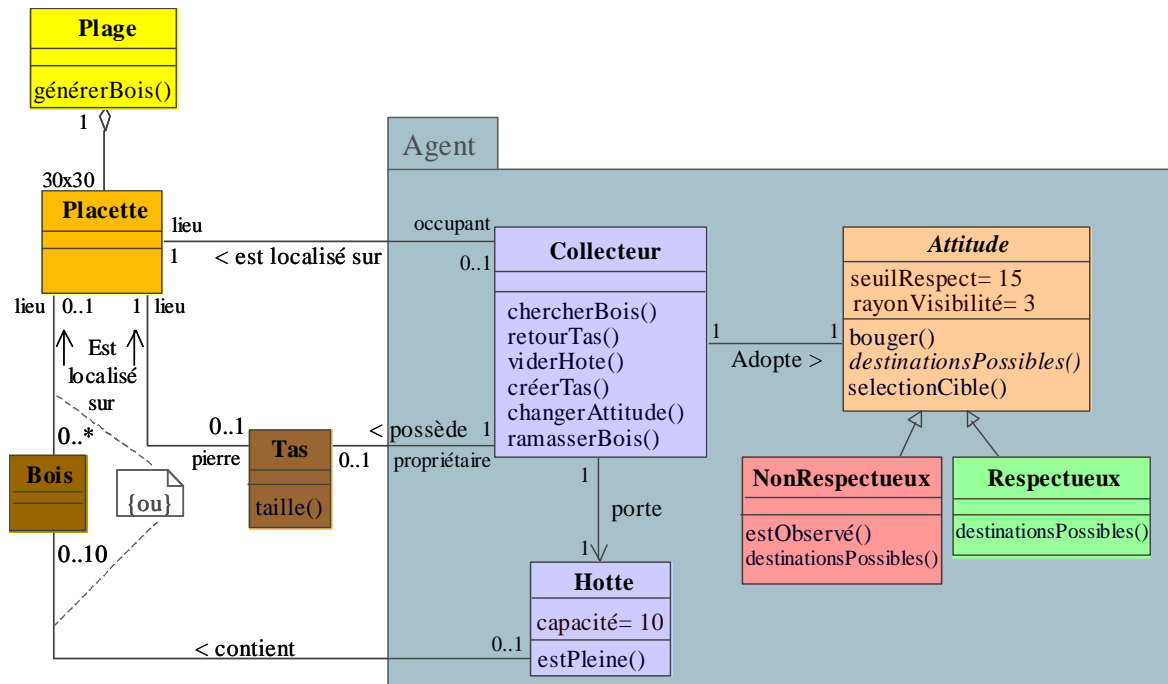 Plage
générerBois()
1
30x30
Placette
lieu
1
< est localisé sur
occupant
0..1
lieu
0..1
1
lieu
Est
localisé
sur
0..*
Bois
{ou}
0..10
0..1
pierre
Tas
taille()
< possède
0..1
1
propriétaire
Agent
Collecteur
chercherBois()
retourTas()
viderHote()
créerTas()
changerAttitude()
ramasserBois()
1
1
Adopte >
Attitude
seuilRespect= 15
rayonVisibilité= 3
bouger()
destinationsPossibles()
selectionCible()
NonRespectueux
estObservé()
destinationsPossibles()
Respectueux
destinationsPossibles()
1
porte
1
Hotte
capacité= 10
estPleine()
0..1
< contient